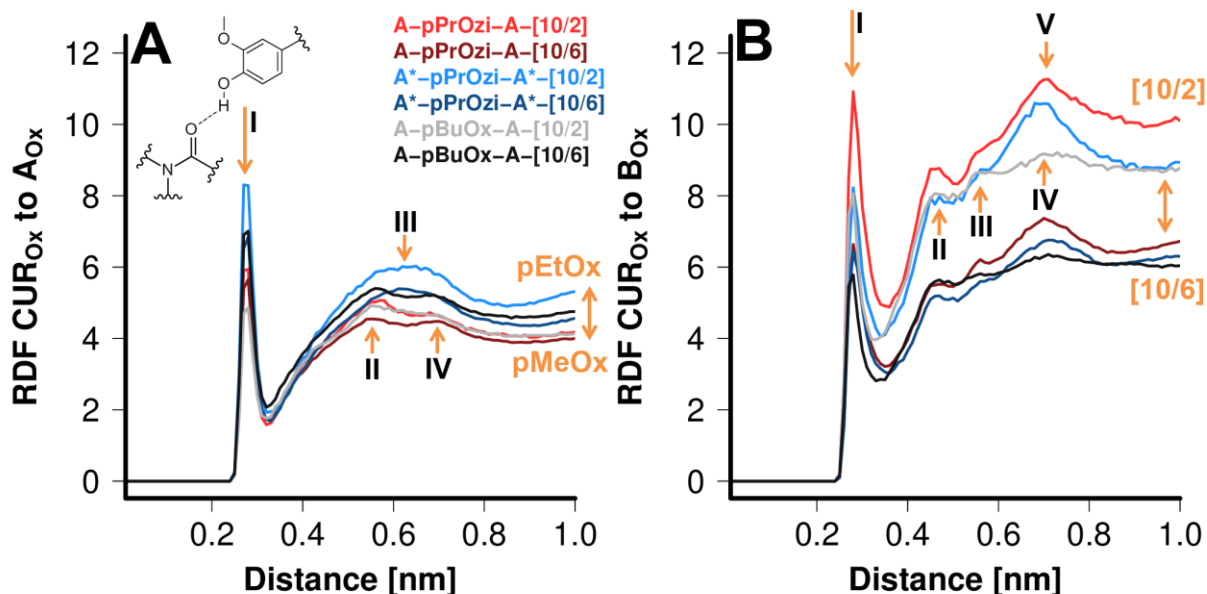 A
O
O
H
O
N
I
III
II
IV
A–pPrOzi–A–[10/2]
A–pPrOzi–A–[10/6]
A*–pPrOzi–A*–[10/2]
A*–pPrOzi–A*–[10/6]
A–pBuOx–A–[10/2]
A–pBuOx–A–[10/6]
pEtOx
pMeOx
RDF CUROx to AOx
12
10
8
6
4
2
0
0.2
0.4
0.6
0.8
1.0
Distance [nm]
B
I
V
II
III
IV
[10/2]
[10/6]
RDF CUROx to BOx
12
10
8
6
4
2
0
0.2
0.4
0.6
0.8
1.0
Distance [nm]